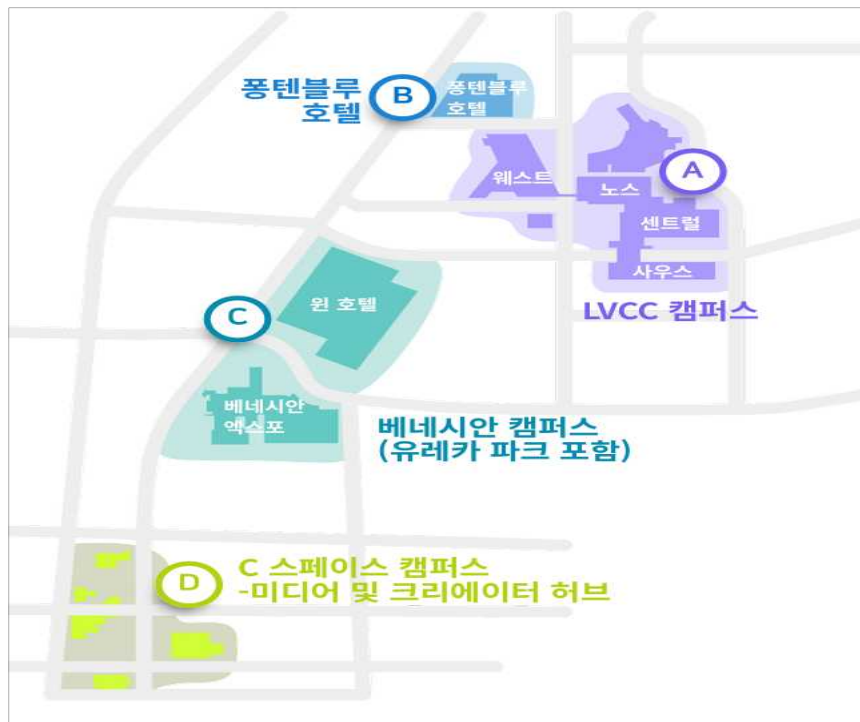 퐁텐블루
호텔
B
퐁텐블루
호텔
웨스트
노스
A
센트럴
사우스
LVCC 캠퍼스
윈 호텔
C
베네시안
엑스포
베네시안 캠퍼스
(유레카 파크 포함)
D
C 스페이스 캠퍼스
-미디어 및 크리에이터 허브